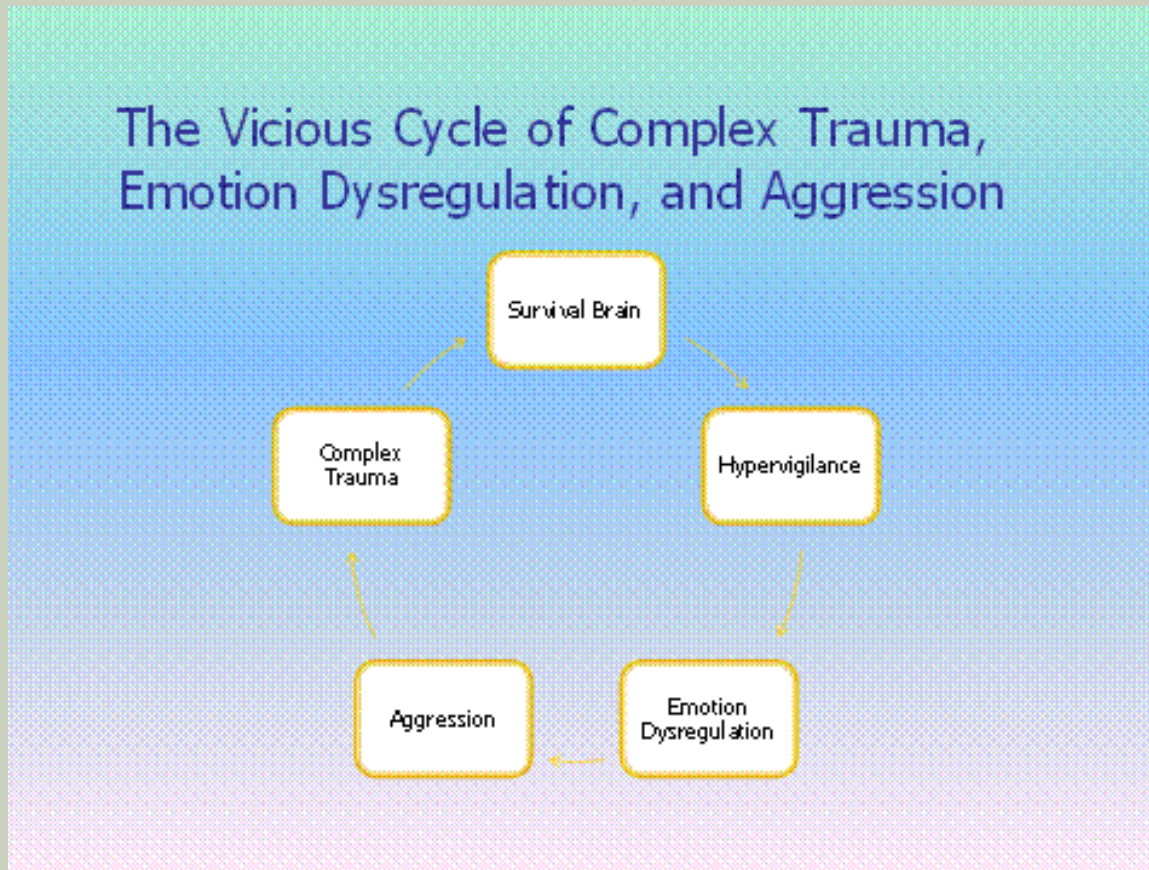 The Vicious Cycle of Complex Trauma,
Emotion Dysregulation, and Aggression
Survival Brain
Hypervigilance
Emotion
Dysregulation
Aggression
Complex
Trauma